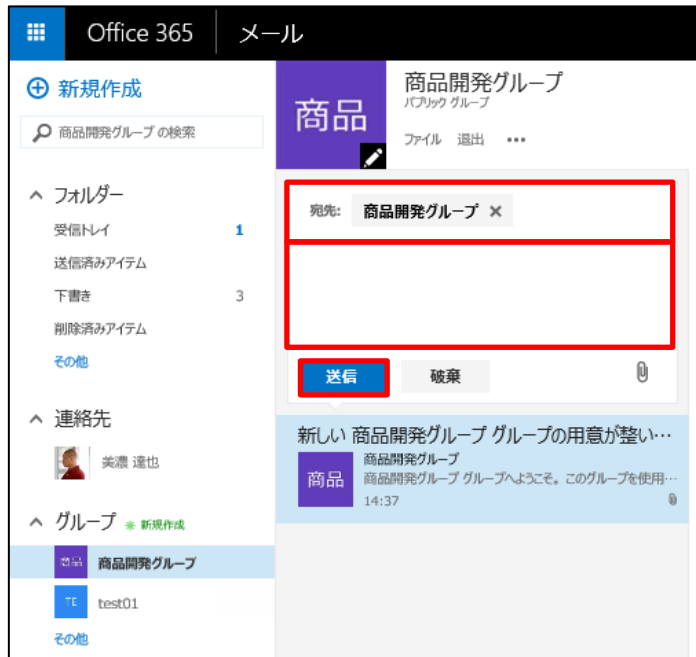 Office 365 メール
新規作成
商品開発グループ の検索
フォルダー
受信トレイ 1
送信済みアイテム
下書き 3
削除済みアイテム
その他
連絡先
美濃 達也
グループ 新規作成
商品 商品開発グループ
TE test01
その他
商品
商品開発グループ
パブリック グループ
ファイル 退出 •••
宛先: 商品開発グループ ×
送信 破棄
新しい 商品開発グループ グループの用意が整い…
商品
商品開発グループ
商品開発グループ グループへようこそ。このグループを使用…
14:37